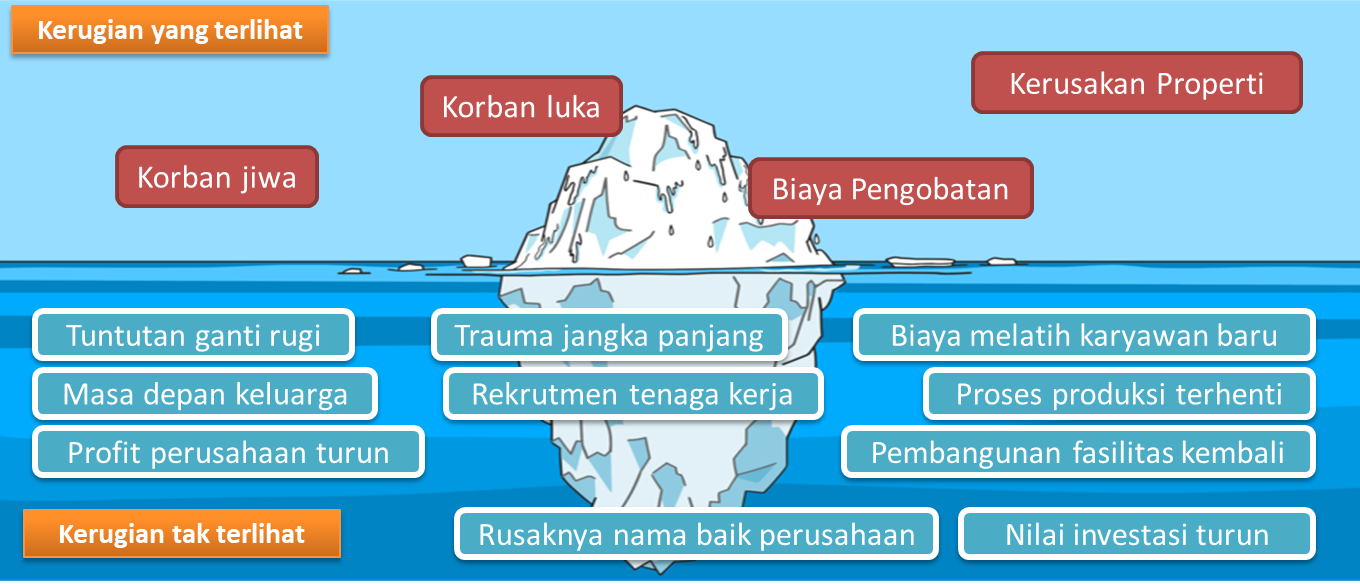 Kerugian yang terlihat
Kerusakan Properti
Korban luka
Korban jiwa
Biaya Pengobatan
Tuntutan ganti rugi
Trauma jangka panjang
Biaya melatih karyawan baru
Masa depan keluarga
Rekrutmen tenaga kerja
Proses produksi terhenti
Profit perusahaan turun
Pembangunan fasilitas kembali
Kerugian tak terlihat
Rusaknya nama baik perusahaan
Nilai investasi turun